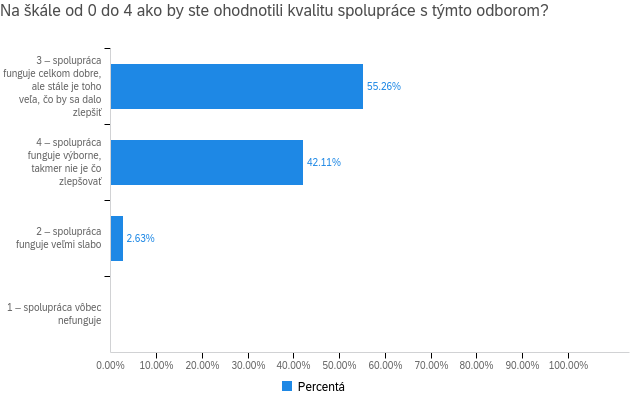 Na škále od 0 do 4 ako by ste ohodnotili kvalitu spolupráce s týmto odborom?
3 – spolupráca
funguje celkom dobre,
ale stále je toho
veľa, čo by sa dalo
zlepšiť
55.26%
4 – spolupráca
funguje výborne,
takmer nie je čo
zlepšovať
42.11%
2 – spolupráca
funguje veľmi slabo
2.63%
1 – spolupráca vôbec
nefunguje
0.00% 10.00% 20.00% 30.00% 40.00% 50.00% 60.00% 70.00% 80.00% 90.00% 100.00%
Percentá